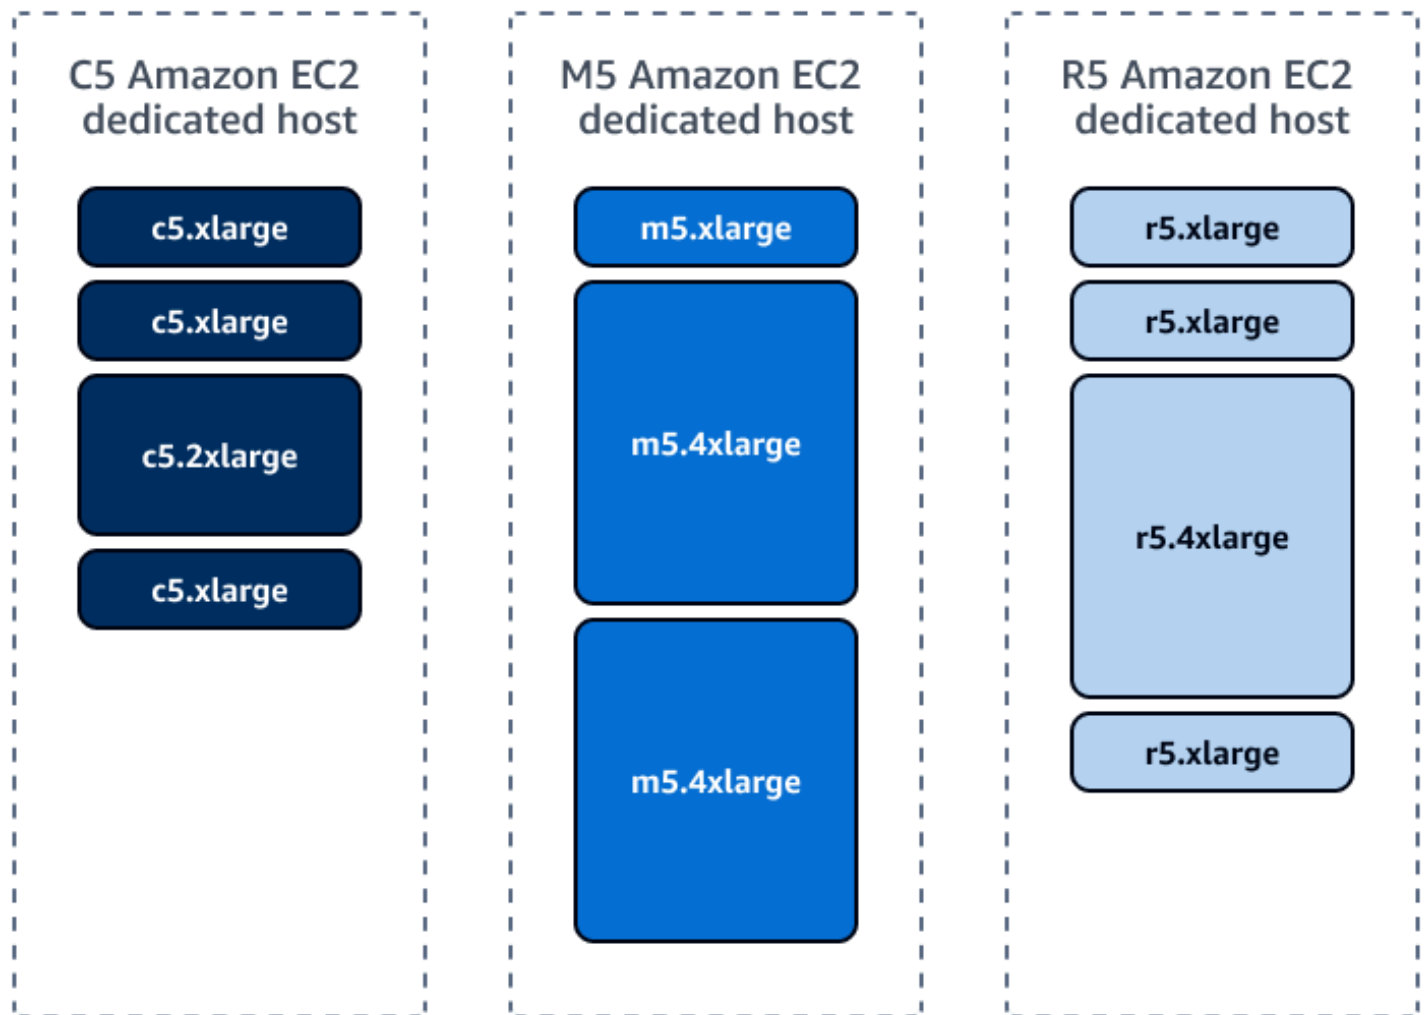 C5 Amazon EC2
dedicated host
c5.xlarge
c5.xlarge
c5.2xlarge
c5.xlarge
M5 Amazon EC2
dedicated host
m5.xlarge
m5.4xlarge
m5.4xlarge
R5 Amazon EC2
dedicated host
r5.xlarge
r5.xlarge
r5.4xlarge
r5.xlarge